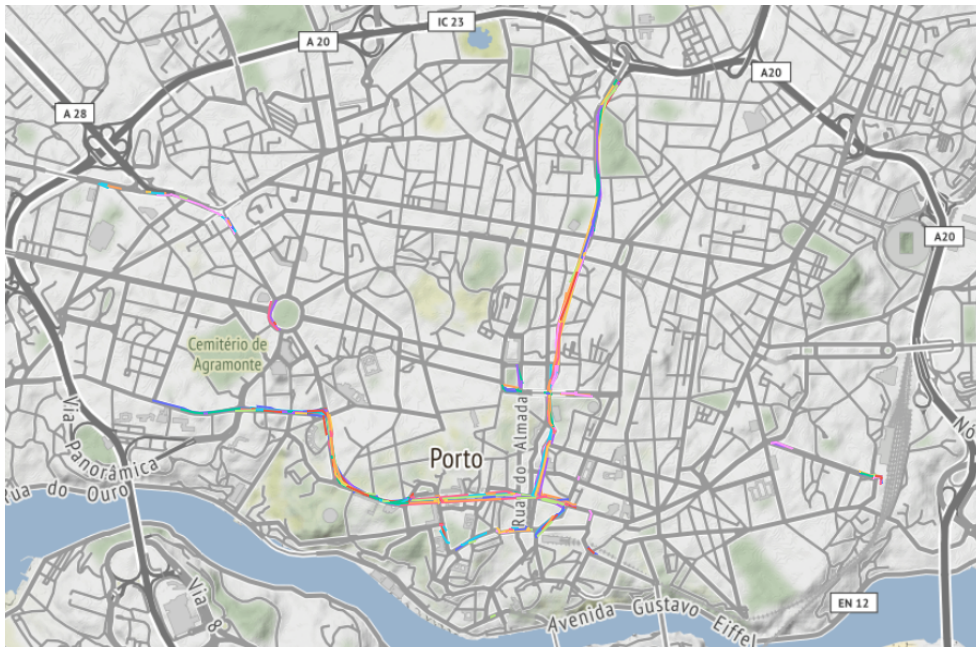 IC 23
A 20
A20
A 28
A20
Cemitério de
Agramonte
Via Panorâmica
Rua do Ouro
Porto
Rua do Almada
Nó
Via 8
Avenida Gustavo Eiffel
EN 12